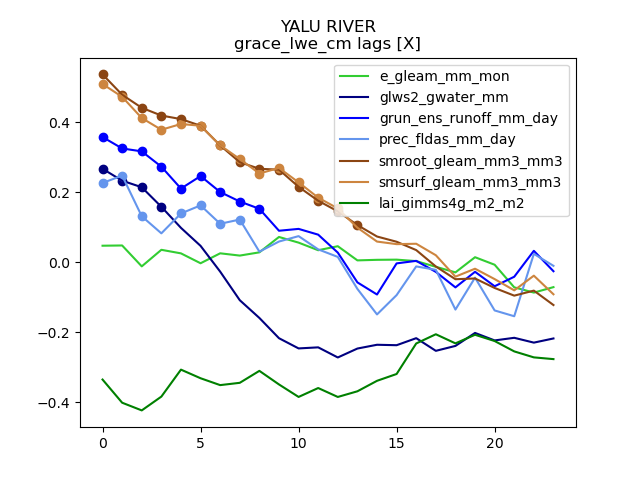 YALU RIVER
grace_lwe_cm lags [X]
e_gleam_mm_mon
glws2_gwater_mm
grun_ens_runoff_mm_day
prec_fldas_mm_day
smroot_gleam_mm3_mm3
smsurf_gleam_mm3_mm3
lai_gimms4g_m2_m2
0.4
0.2
0.0
−0.2
−0.4
0
5
10
15
20